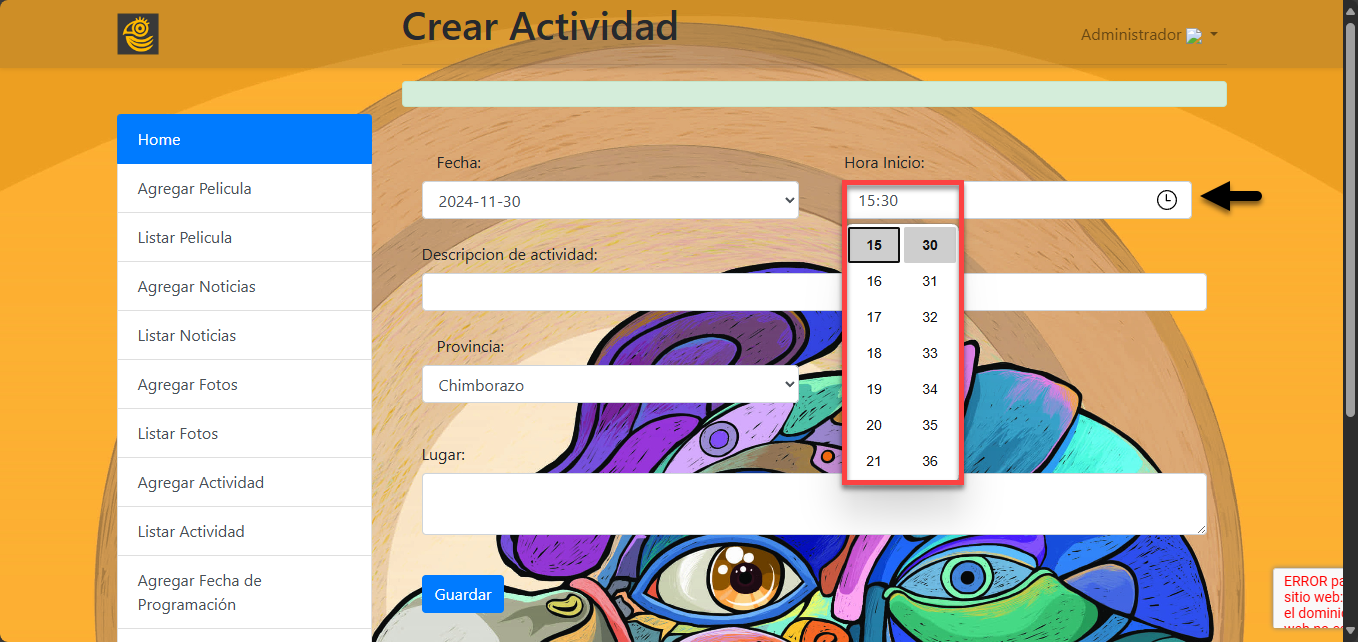 Crear Actividad
Administrador
Home
Agregar Pelicula
Listar Pelicula
Agregar Noticias
Listar Noticias
Agregar Fotos
Listar Fotos
Agregar Actividad
Listar Actividad
Agregar Fecha de
Programación
Fecha:
2024-11-30
Hora Inicio:
15:30
15 30
16 31
17 32
18 33
19 34
20 35
21 36
Descripcion de actividad:
Provincia:
Chimborazo
Lugar:
Guardar
ERROR
sitio web:
el dominio